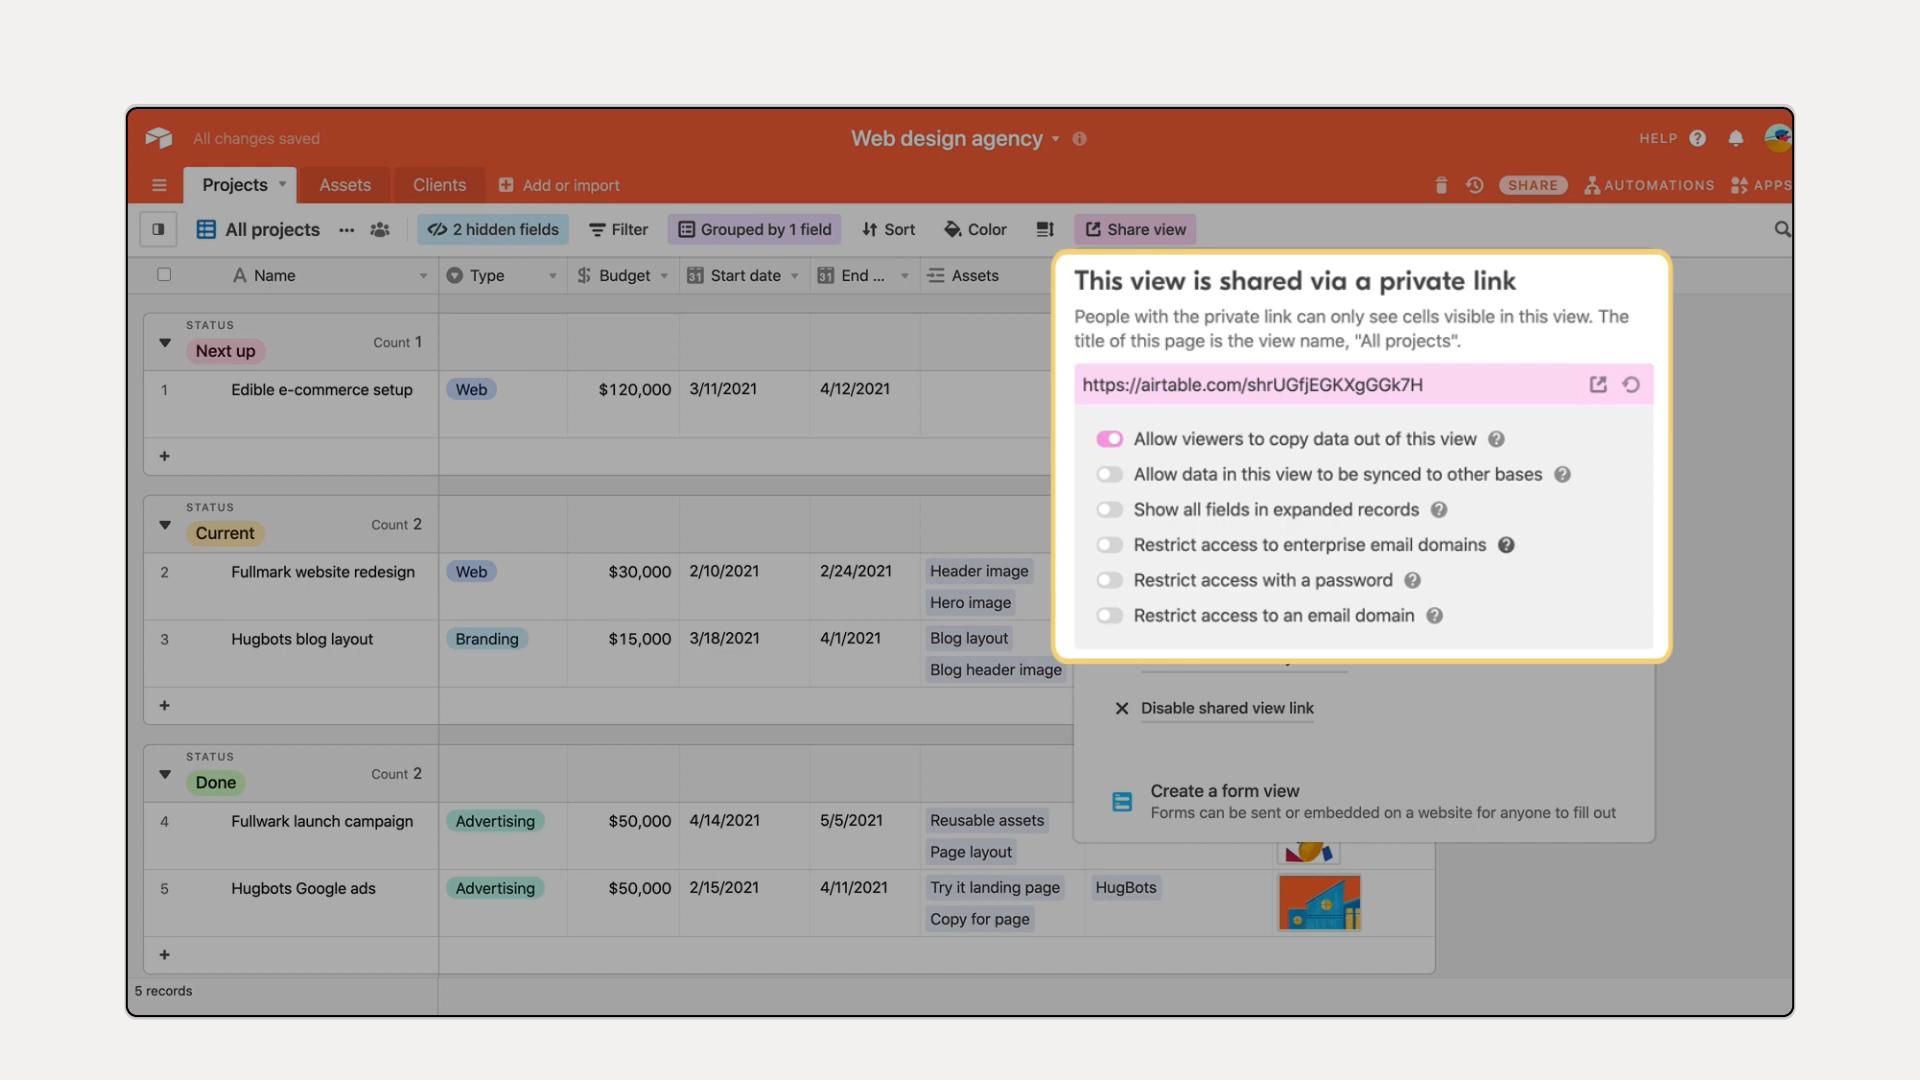 All changes saved
Web design agency
HELP
Projects
Assets
Clients
Add or import
SHARE
AUTOMATIONS
APPS
All projects
2 hidden fields
Filter
Grouped by 1 field
Sort
Color
Share view
Name
Type
Budget
31 Start date
31 End ...
Assets
STATUS
Next up
Count 1
1 Edible e-commerce setup Web $120,000 3/11/2021 4/12/2021
+
STATUS
Current
Count 2
2 Fullmark website redesign Web $30,000 2/10/2021 2/24/2021 Header image
Hero image
3 Hugbots blog layout Branding $15,000 3/18/2021 4/1/2021 Blog layout
Blog header image
+
STATUS
Done
Count 2
4 Fullwark launch campaign Advertising $50,000 4/14/2021 5/5/2021 Reusable assets
Page layout
5 Hugbots Google ads Advertising $50,000 2/15/2021 4/11/2021 Try it landing page HugBots
Copy for page
+
5 records
This view is shared via a private link
People with the private link can only see cells visible in this view. The
title of this page is the view name, "All projects".
https://airtable.com/shrUGfjEGKXgGGk7H
Allow viewers to copy data out of this view
Allow data in this view to be synced to other bases
Show all fields in expanded records
Restrict access to enterprise email domains
Restrict access with a password
Restrict access to an email domain
Disable shared view link
Create a form view
Forms can be sent or embedded on a website for anyone to fill out